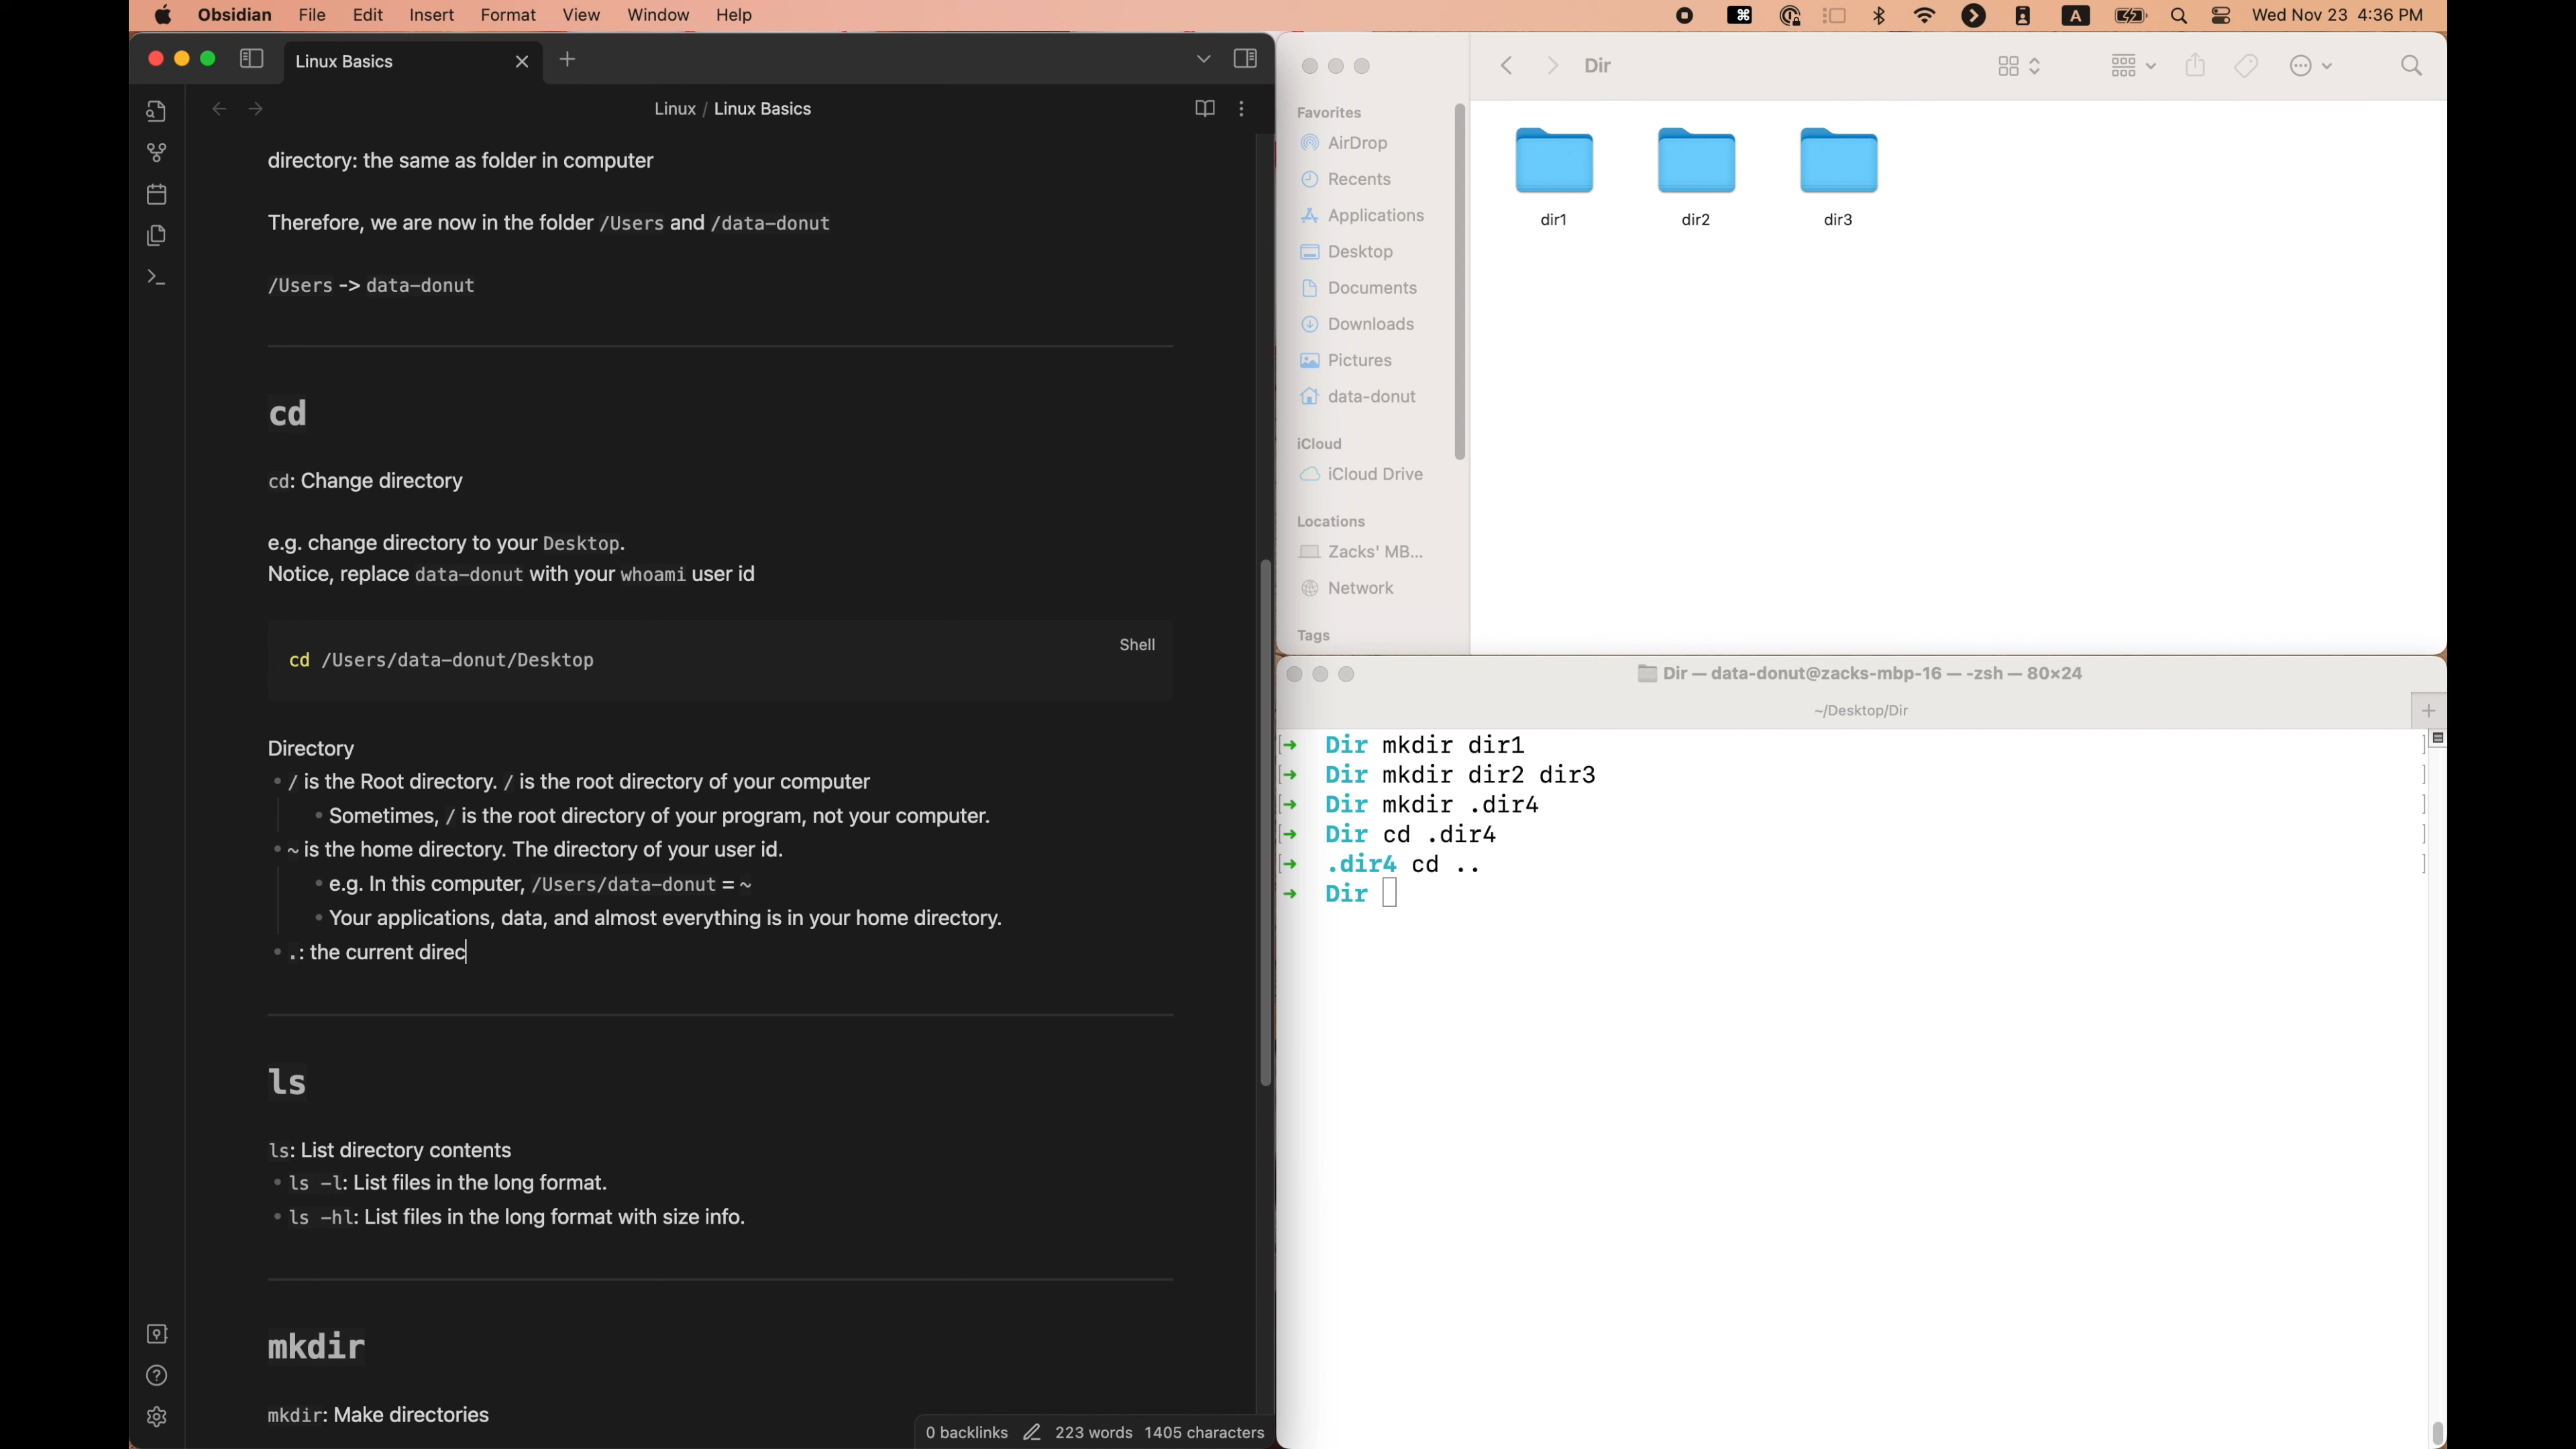 Obsidian File Edit Insert Format View Window Help
A Wed Nov 23 4:36 PM
Linux Basics
Linux / Linux Basics
directory: the same as folder in computer
Therefore, we are now in the folder /Users and /data-donut
/Users -> data-donut
cd
cd: Change directory
e.g. change directory to your Desktop.
Notice, replace data-donut with your whoami user id
Shell
cd /Users/data-donut/Desktop
Directory
/ is the Root directory. / is the root directory of your computer
Sometimes, / is the root directory of your program, not your computer.
~ is the home directory. The directory of your user id.
e.g. In this computer, /Users/data-donut = ~
Your applications, data, and almost everything is in your home directory.
.: the current direc
ls
ls: List directory contents
ls -l: List files in the long format.
ls -hl: List files in the long format with size info.
mkdir
mkdir: Make directories
0 backlinks 223 words 1405 characters
Dir
Favorites
AirDrop
Recents
Applications
Desktop
Documents
Downloads
Pictures
data-donut
iCloud
iCloud Drive
Locations
Zacks' MB...
Network
Tags
dir1 dir2 dir3
Dir — data-donut@zacks-mbp-16 — -zsh — 80×24
~/Desktop/Dir
[➜ Dir mkdir dir1 ]
[➜ Dir mkdir dir2 dir3 ]
[➜ Dir mkdir .dir4 ]
[➜ Dir cd .dir4 ]
[➜ .dir4 cd .. ]
➜ Dir